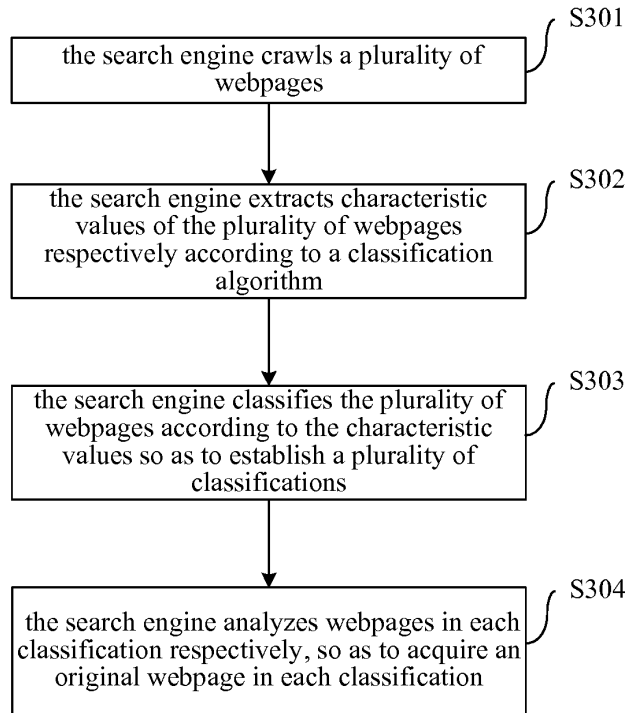 S301
the search engine crawls a plurality of
webpages
S302
the search engine extracts characteristic
values of the plurality of webpages
respectively according to a classification
algorithm
S303
the search engine classifies the plurality of
webpages according to the characteristic
values so as to establish a plurality of
classifications
S304
the search engine analyzes webpages in each
classification respectively, so as to acquire an
original webpage in each classification